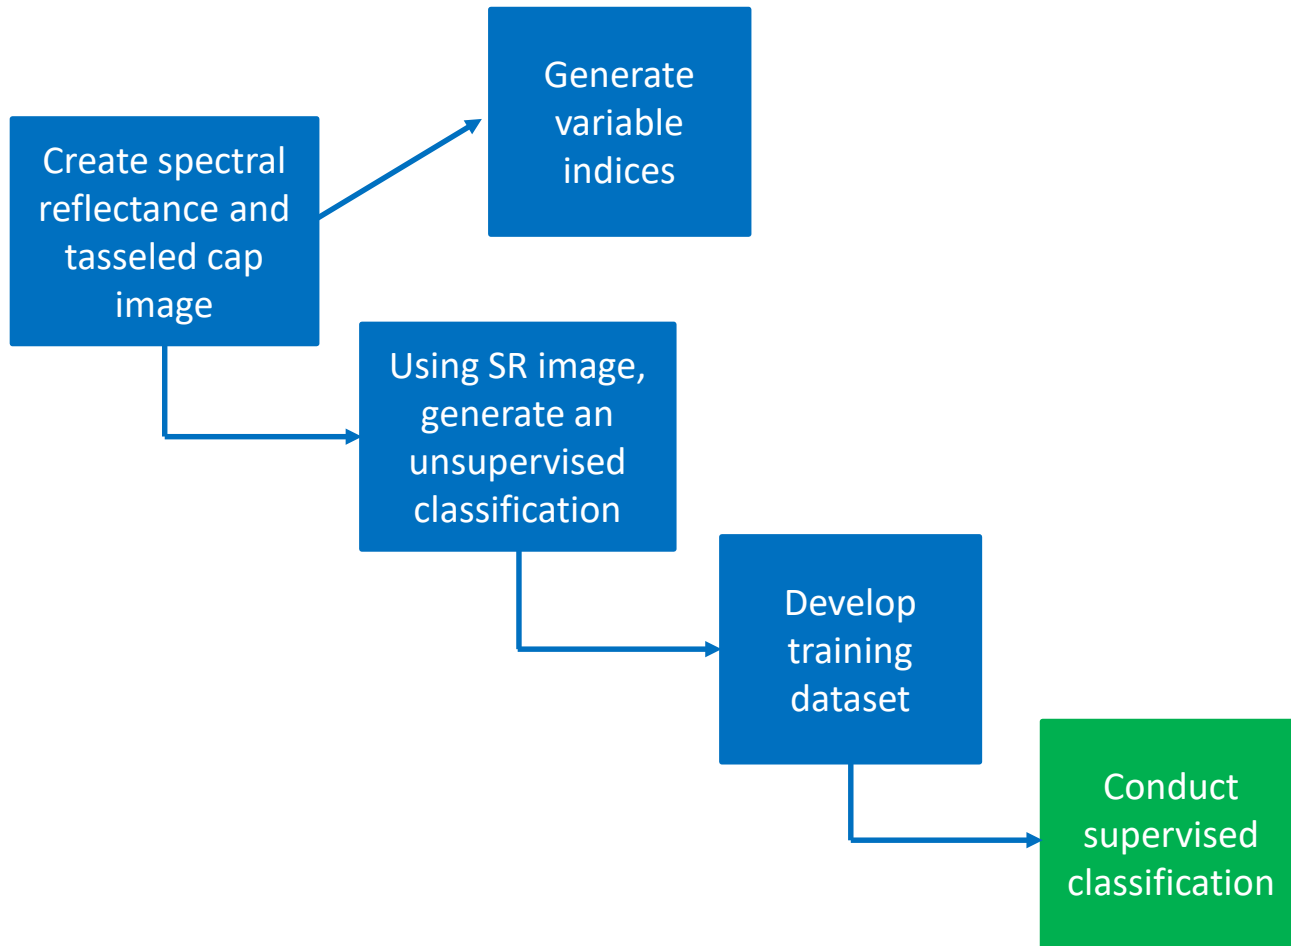 Generate
variable
indices
Create spectral
reflectance and
tasseled cap
image
Using SR image,
generate an
unsupervised
classification
Develop
training
dataset
Conduct
supervised
classification